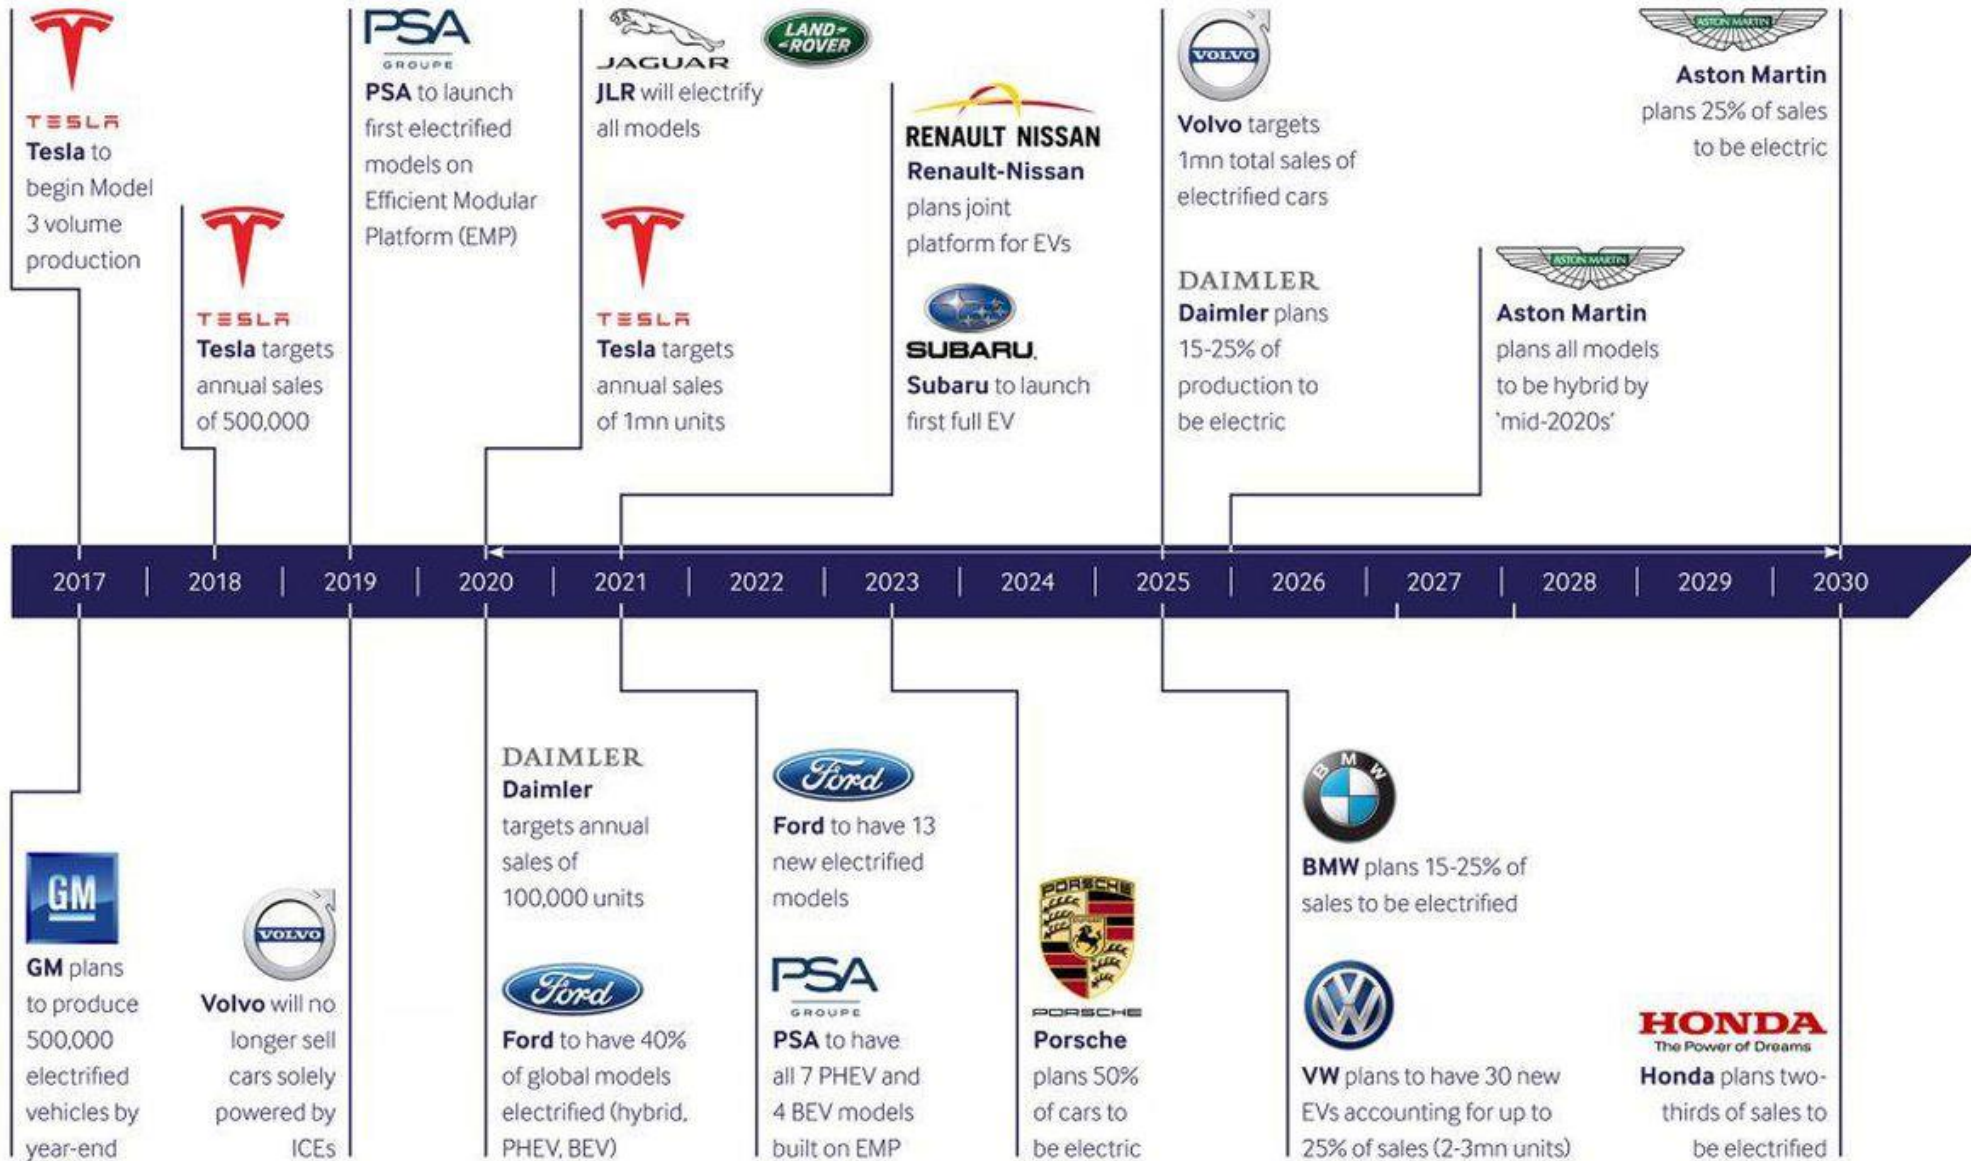 TESLA
Tesla to
begin Model
3 volume
production
TESLA
Tesla targets
annual sales
of 500,000
PSA
GROUPE
PSA to launch
first electrified
models on
Efficient Modular
Platform (EMP)
JAGUAR
LAND-
-ROVER
JLR will electrify
all models
TESLA
Tesla targets
annual sales
of 1mn units
RENAULT NISSAN
Renault-Nissan
plans joint
platform for EVs
SUBARU
Subaru to launch
first full EV
VOLVO
Volvo targets
1mn total sales of
electrified cars
DAIMLER
Daimler plans
15-25% of
production to
be electric
ASTON MARTIN
Aston Martin
plans all models
to be hybrid by
'mid-2020s'
ASTON MARTIN
Aston Martin
plans 25% of sales
to be electric
2017 | 2018 | 2019 | 2020 | 2021 | 2022 | 2023 | 2024 | 2025 | 2026 | 2027 | 2028 | 2029 | 2030
GM
GM plans
to produce
500,000
electrified
vehicles by
year-end
VOLVO
Volvo will no
longer sell
cars solely
powered by
ICEs
DAIMLER
Daimler
targets annual
sales of
100,000 units
Ford
Ford to have 40%
of global models
electrified (hybrid,
PHEV, BEV)
Ford
Ford to have 13
new electrified
models
PSA
GROUPE
PSA to have
all 7 PHEV and
4 BEV models
built on EMP
PORSCHE
PORSCHE
Porsche
plans 50%
of cars to
be electric
BMW
BMW plans 15-25% of
sales to be electrified
VW
VW plans to have 30 new
EVs accounting for up to
25% of sales (2-3mn units)
HONDA
The Power of Dreams
Honda plans two-
thirds of sales to
be electrified